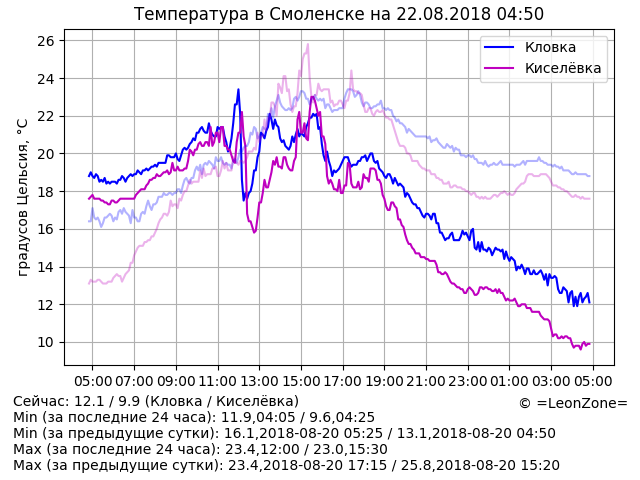 Температура в Смоленске на 22.08.2018 04:50
градусов Цельсия, °C
26
24
22
20
18
16
14
12
10
Кловка
Киселёвка
05:00 07:00 09:00 11:00 13:00 15:00 17:00 19:00 21:00 23:00 01:00 03:00 05:00
Сейчас: 12.1 / 9.9 (Кловка / Киселёвка)
© =LeonZone=
Min (за последние 24 часа): 11.9,04:05 / 9.6,04:25
Min (за предыдущие сутки): 16.1,2018-08-20 05:25 / 13.1,2018-08-20 04:50
Max (за последние 24 часа): 23.4,12:00 / 23.0,15:30
Max (за предыдущие сутки): 23.4,2018-08-20 17:15 / 25.8,2018-08-20 15:20